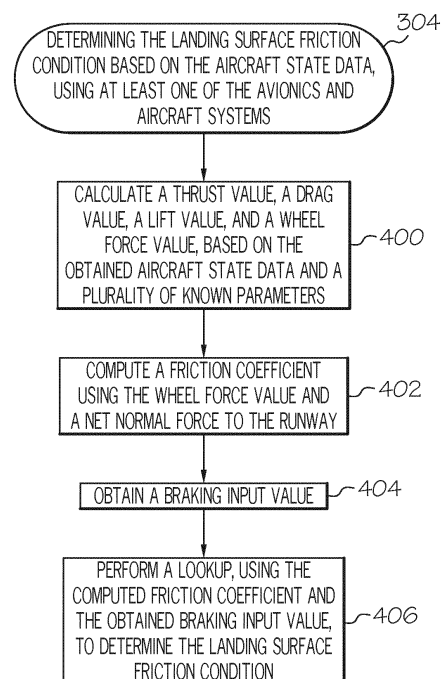 304
DETERMINING THE LANDING SURFACE FRICTION
CONDITION BASED ON THE AIRCRAFT STATE DATA,
USING AT LEAST ONE OF THE AVIONICS AND
AIRCRAFT SYSTEMS
CALCULATE A THRUST VALUE, A DRAG
VALUE, A LIFT VALUE, AND A WHEEL
FORCE VALUE, BASED ON THE
OBTAINED AIRCRAFT STATE DATA AND A
PLURALITY OF KNOWN PARAMETERS
400
COMPUTE A FRICTION COEFFICIENT
USING THE WHEEL FORCE VALUE AND
A NET NORMAL FORCE TO THE RUNWAY
402
OBTAIN A BRAKING INPUT VALUE
404
PERFORM A LOOKUP, USING THE
COMPUTED FRICTION COEFFICIENT AND
THE OBTAINED BRAKING INPUT VALUE,
TO DETERMINE THE LANDING SURFACE
FRICTION CONDITION
406